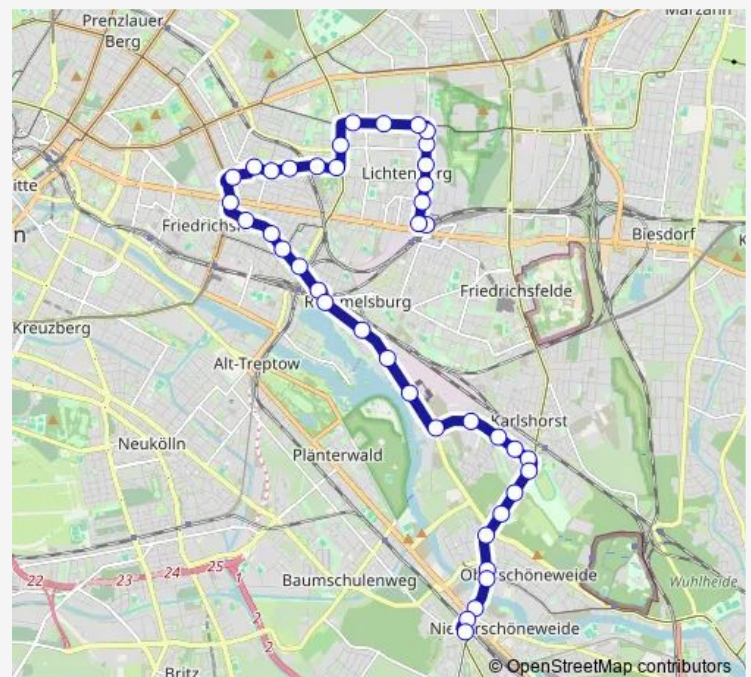 Marzahn
Prenzlauer
Berg
itte
Lichtenberg
Friedrichs
n
Biesdorf
K
Rummelsburg
Friedrichsfelde
Kreuzberg
Alt-Treptow
Karlshorst
Neukölln
Plänterwald
22
23
24
25
1
2
2
Baumschulenweg
Oberschöneweide
Wuhlheide
Niederschöneweide
Britz
© OpenStreetMap contributors